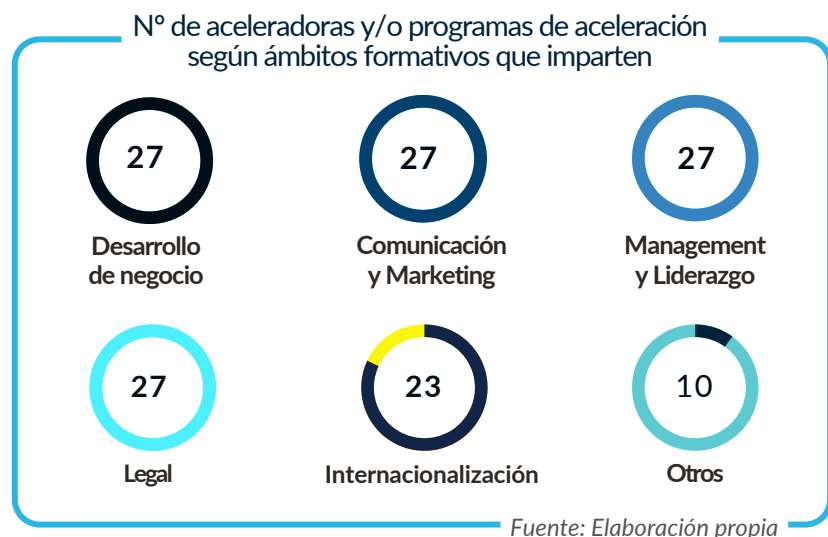 Nº de aceleradoras y/o programas de aceleración
según ámbitos formativos que imparten
27
27
27
Desarrollo
de negocio
Comunicación
y Marketing
Management
y Liderazgo
27
23
10
Legal
Internacionalización
Otros
Fuente: Elaboración propia